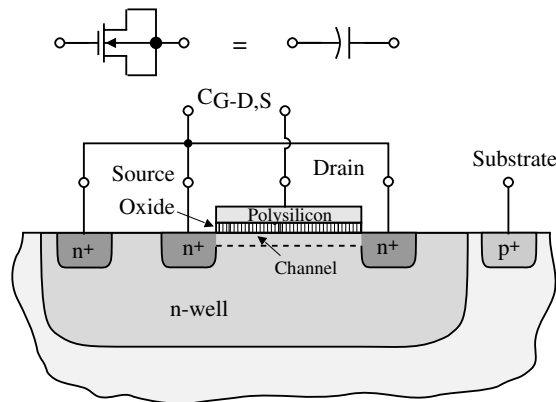 =
CG-D,S
Source
Drain
Substrate
Oxide
Polysilicon
n+
n+
n+
p+
Channel
n-well